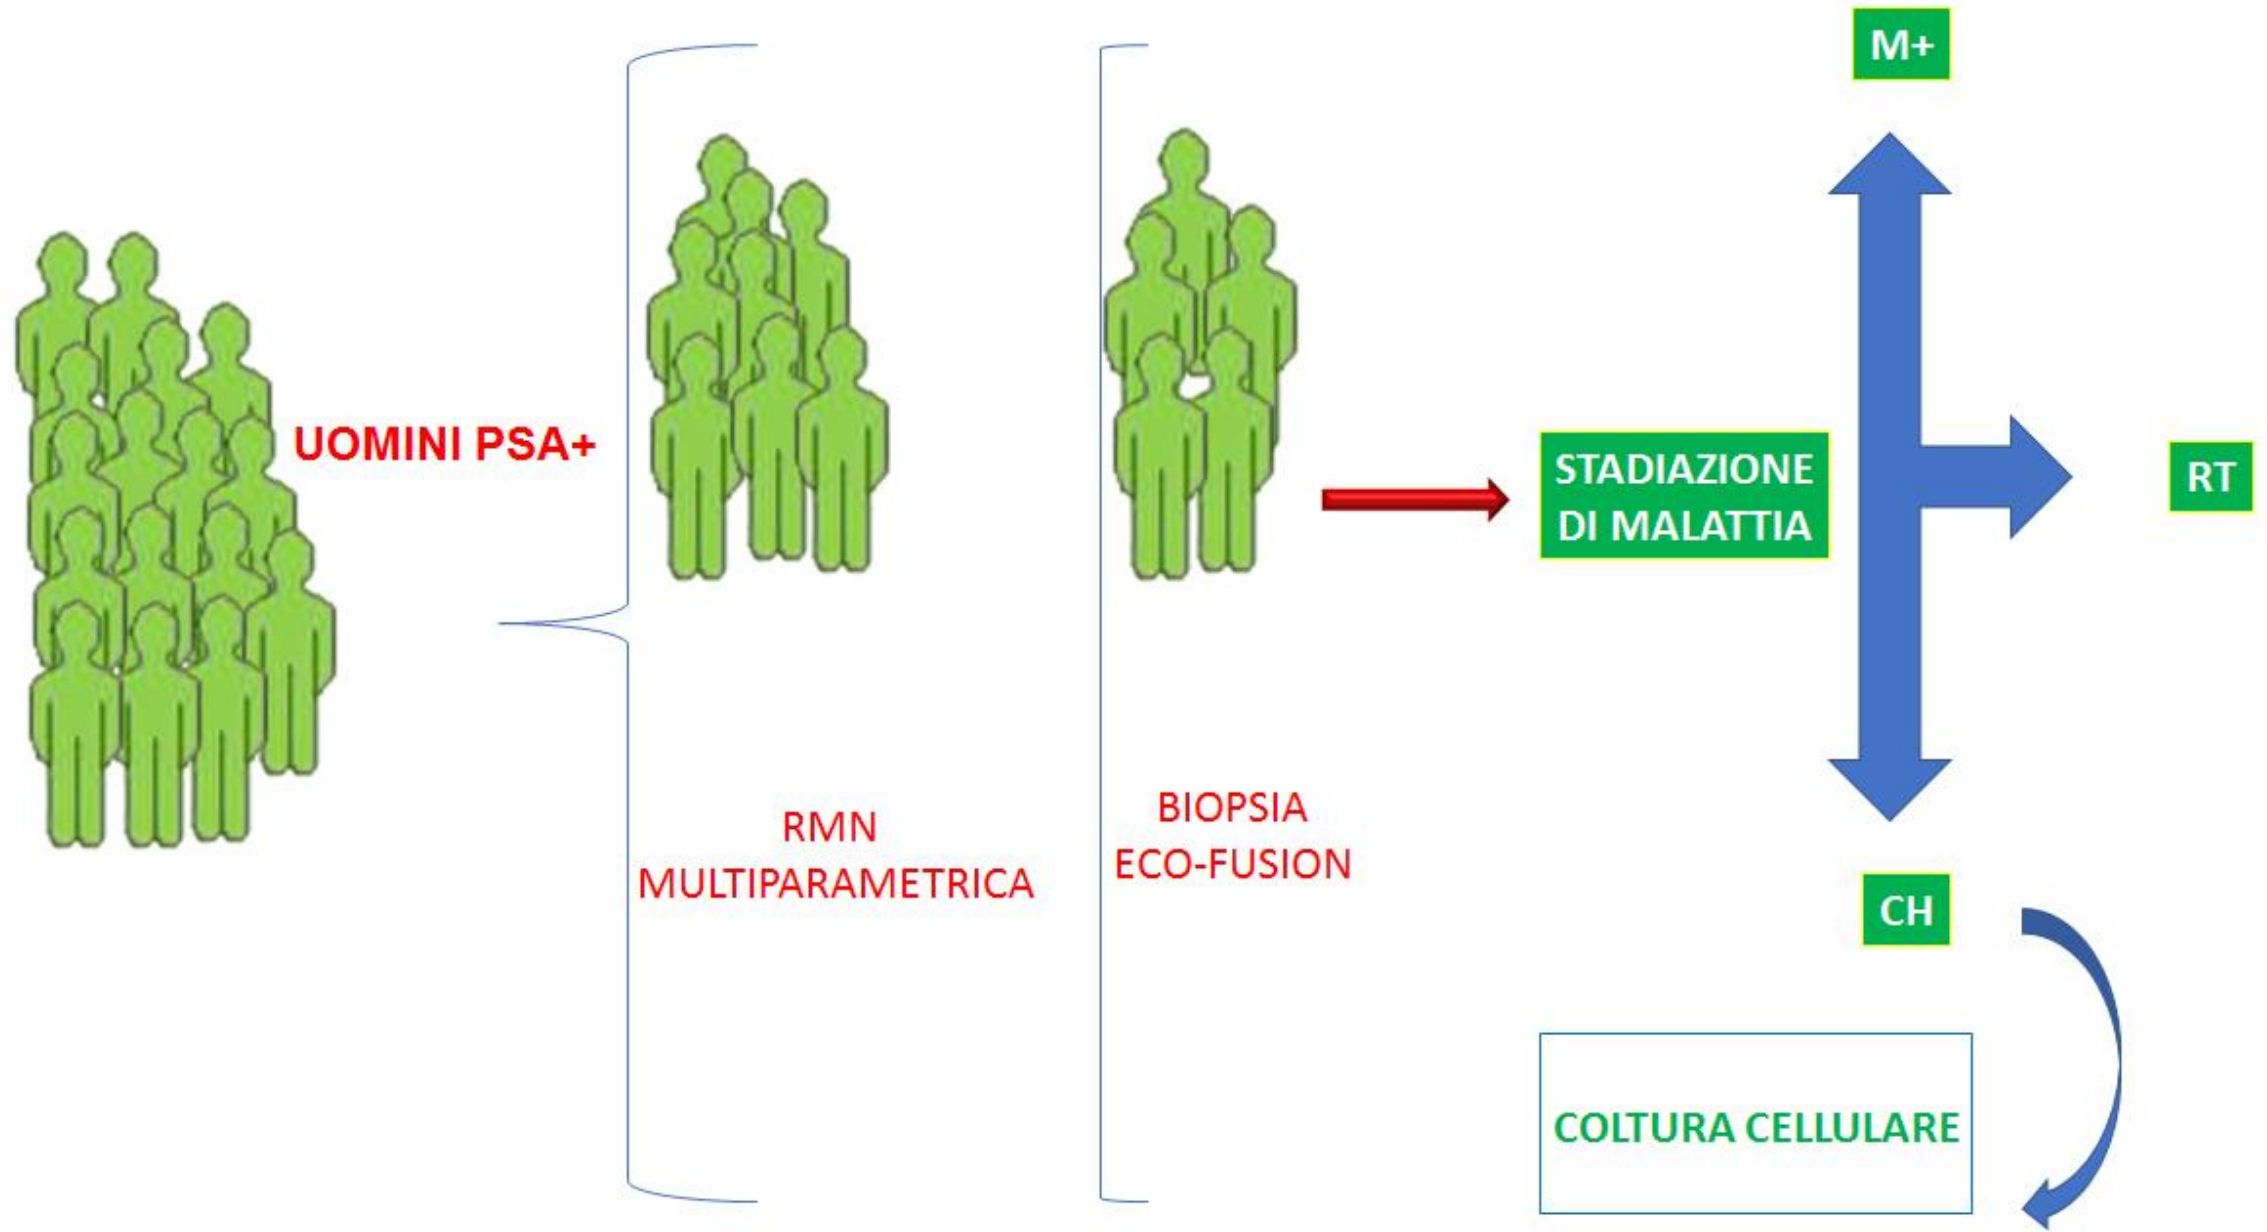 UOMINI PSA+
RMN
MULTIPARAMETRICA
BIOPSIA
ECO-FUSION
STADIAZIONE
DI MALATTIA
M+
RT
CH
COLTURA CELLULARE